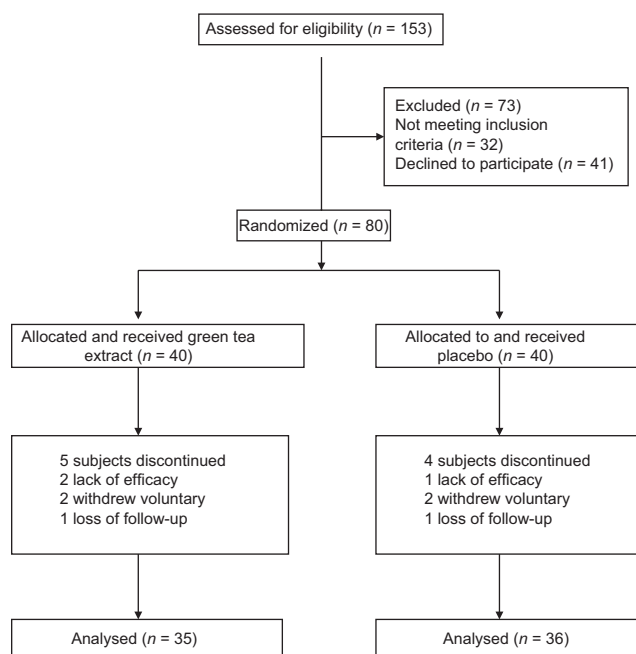 Assessed for eligibility (n = 153)
Excluded (n = 73)
Not meeting inclusion
criteria (n = 32)
Declined to participate (n = 41)
Randomized (n = 80)
Allocated and received green tea
extract (n = 40)
Allocated to and received
placebo (n = 40)
5 subjects discontinued
2 lack of efficacy
2 withdrew voluntary
1 loss of follow-up
4 subjects discontinued
1 lack of efficacy
2 withdrew voluntary
1 loss of follow-up
Analysed (n = 35)
Analysed (n = 36)